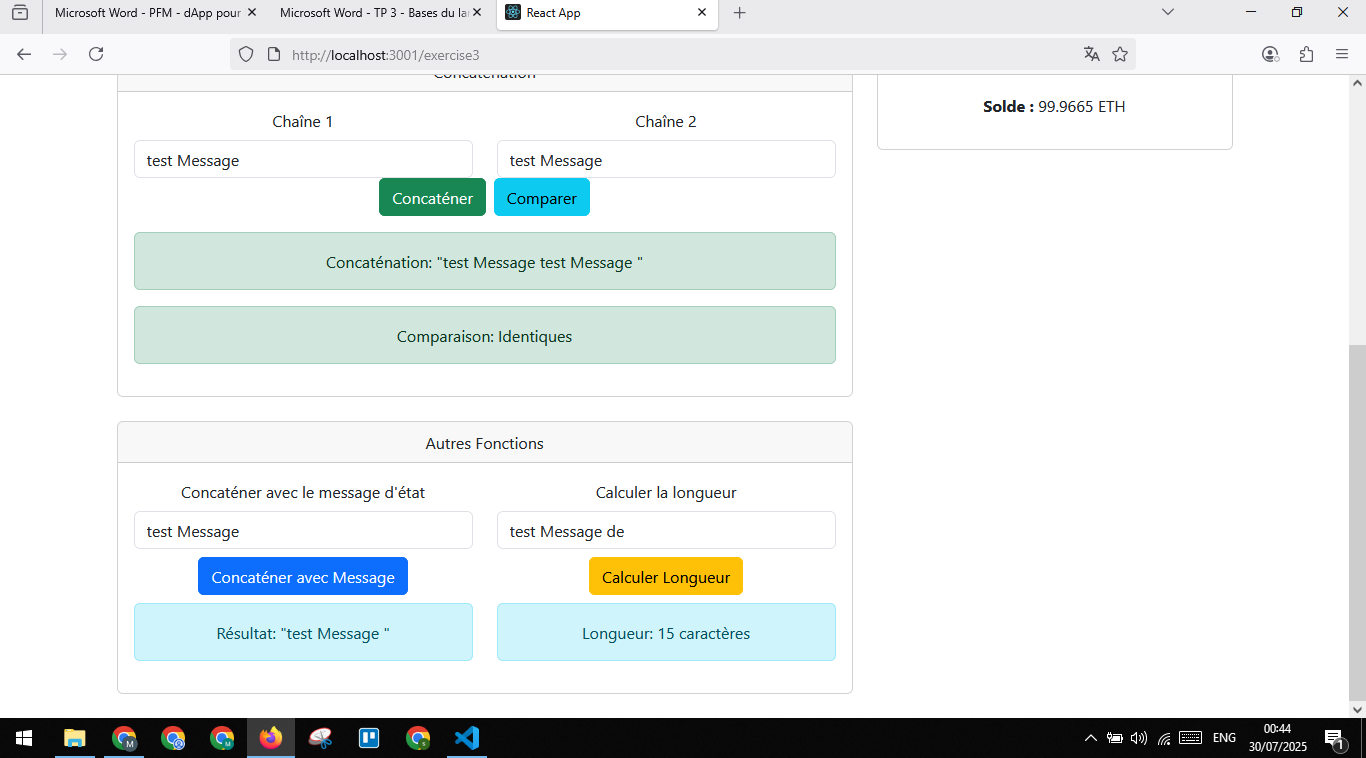 Microsoft Word - PFM - dApp pour
Microsoft Word - TP 3 - Bases du la
React App
http://localhost:3001/exercise3
Concaténation
Solde : 99.9665 ETH
Chaîne 1
Chaîne 2
test Message
test Message
Concaténer
Comparer
Concaténation: "test Message test Message "
Comparaison: Identiques
Autres Fonctions
Concaténer avec le message d'état
Calculer la longueur
test Message
test Message de
Concaténer avec Message
Calculer Longueur
Résultat: "test Message "
Longueur: 15 caractères
ENG
00:44
30/07/2025
1